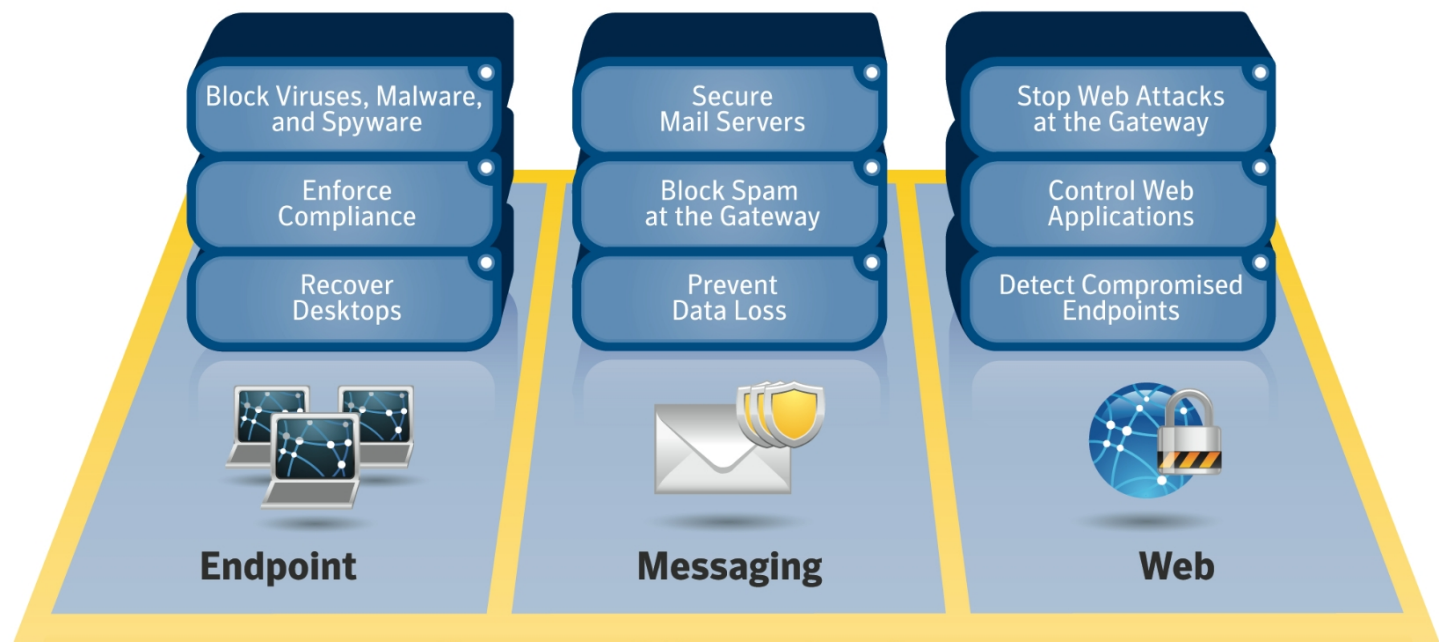 Block Viruses, Malware,
and Spyware
Enforce
Compliance
Recover
Desktops
Endpoint
Secure
Mail Servers
Block Spam
at the Gateway
Prevent
Data Loss
Messaging
Stop Web Attacks
at the Gateway
Control Web
Applications
Detect Compromised
Endpoints
Web